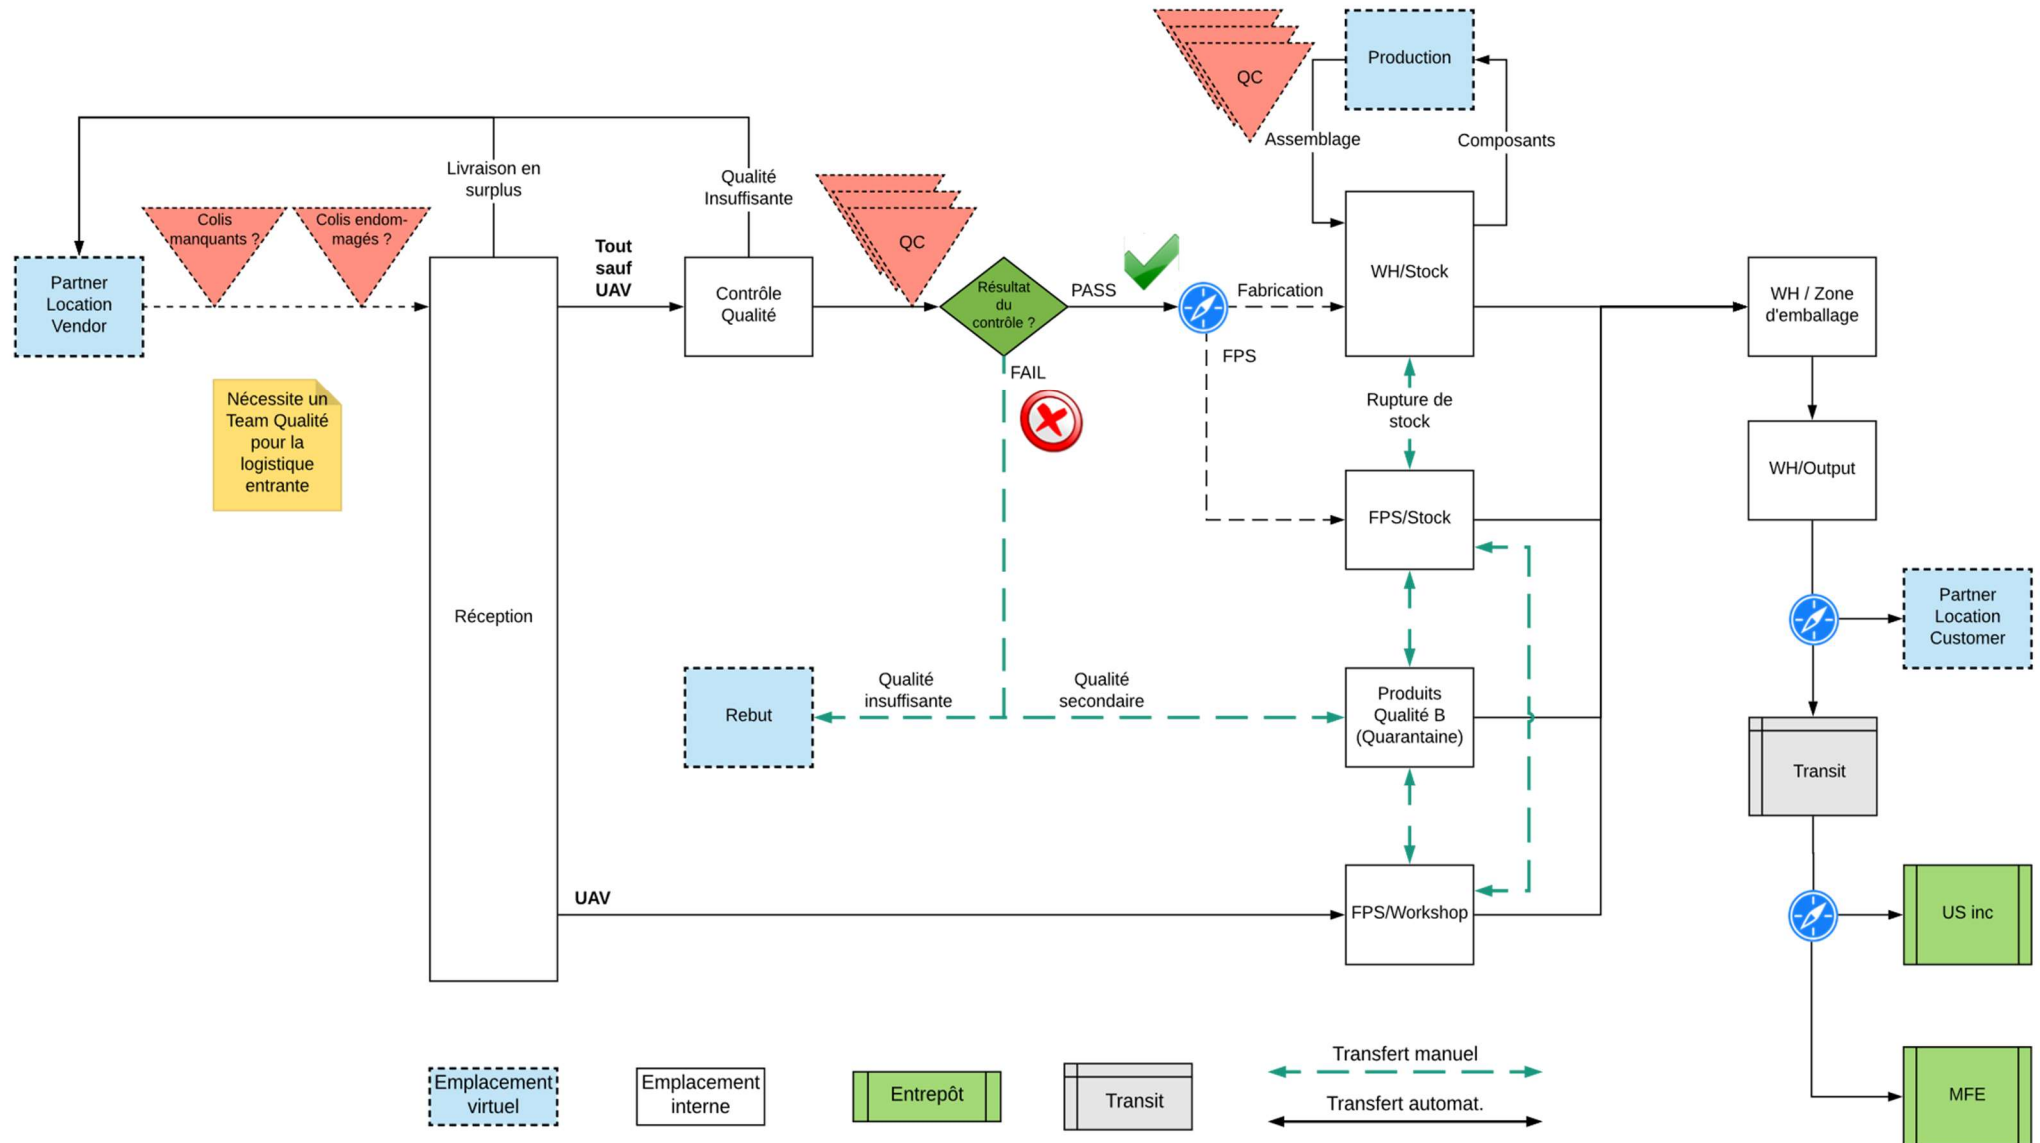 Production
QC
Assemblage
Composants
Livraison en
surplus
Qualité
Insuffisante
Colis
manquants ?
Colis endom-
magés ?
QC
Tout
sauf
UAV
Partner
Location
Vendor
Contrôle
Qualité
Résultat
du
contrôle ?
PASS
Fabrication
WH/Stock
WH / Zone
d'emballage
FPS
FAIL
Nécessite un
Team Qualité
pour la
logistique
entrante
Rupture de
stock
WH/Output
FPS/Stock
Réception
Partner
Location
Customer
Rebut
Qualité
insuffisante
Qualité
secondaire
Produits
Qualité B
(Quarantaine)
Transit
UAV
FPS/Workshop
US inc
MFE
Emplacement
virtuel
Emplacement
interne
Entrepôt
Transit
Transfert manuel
Transfert automat.